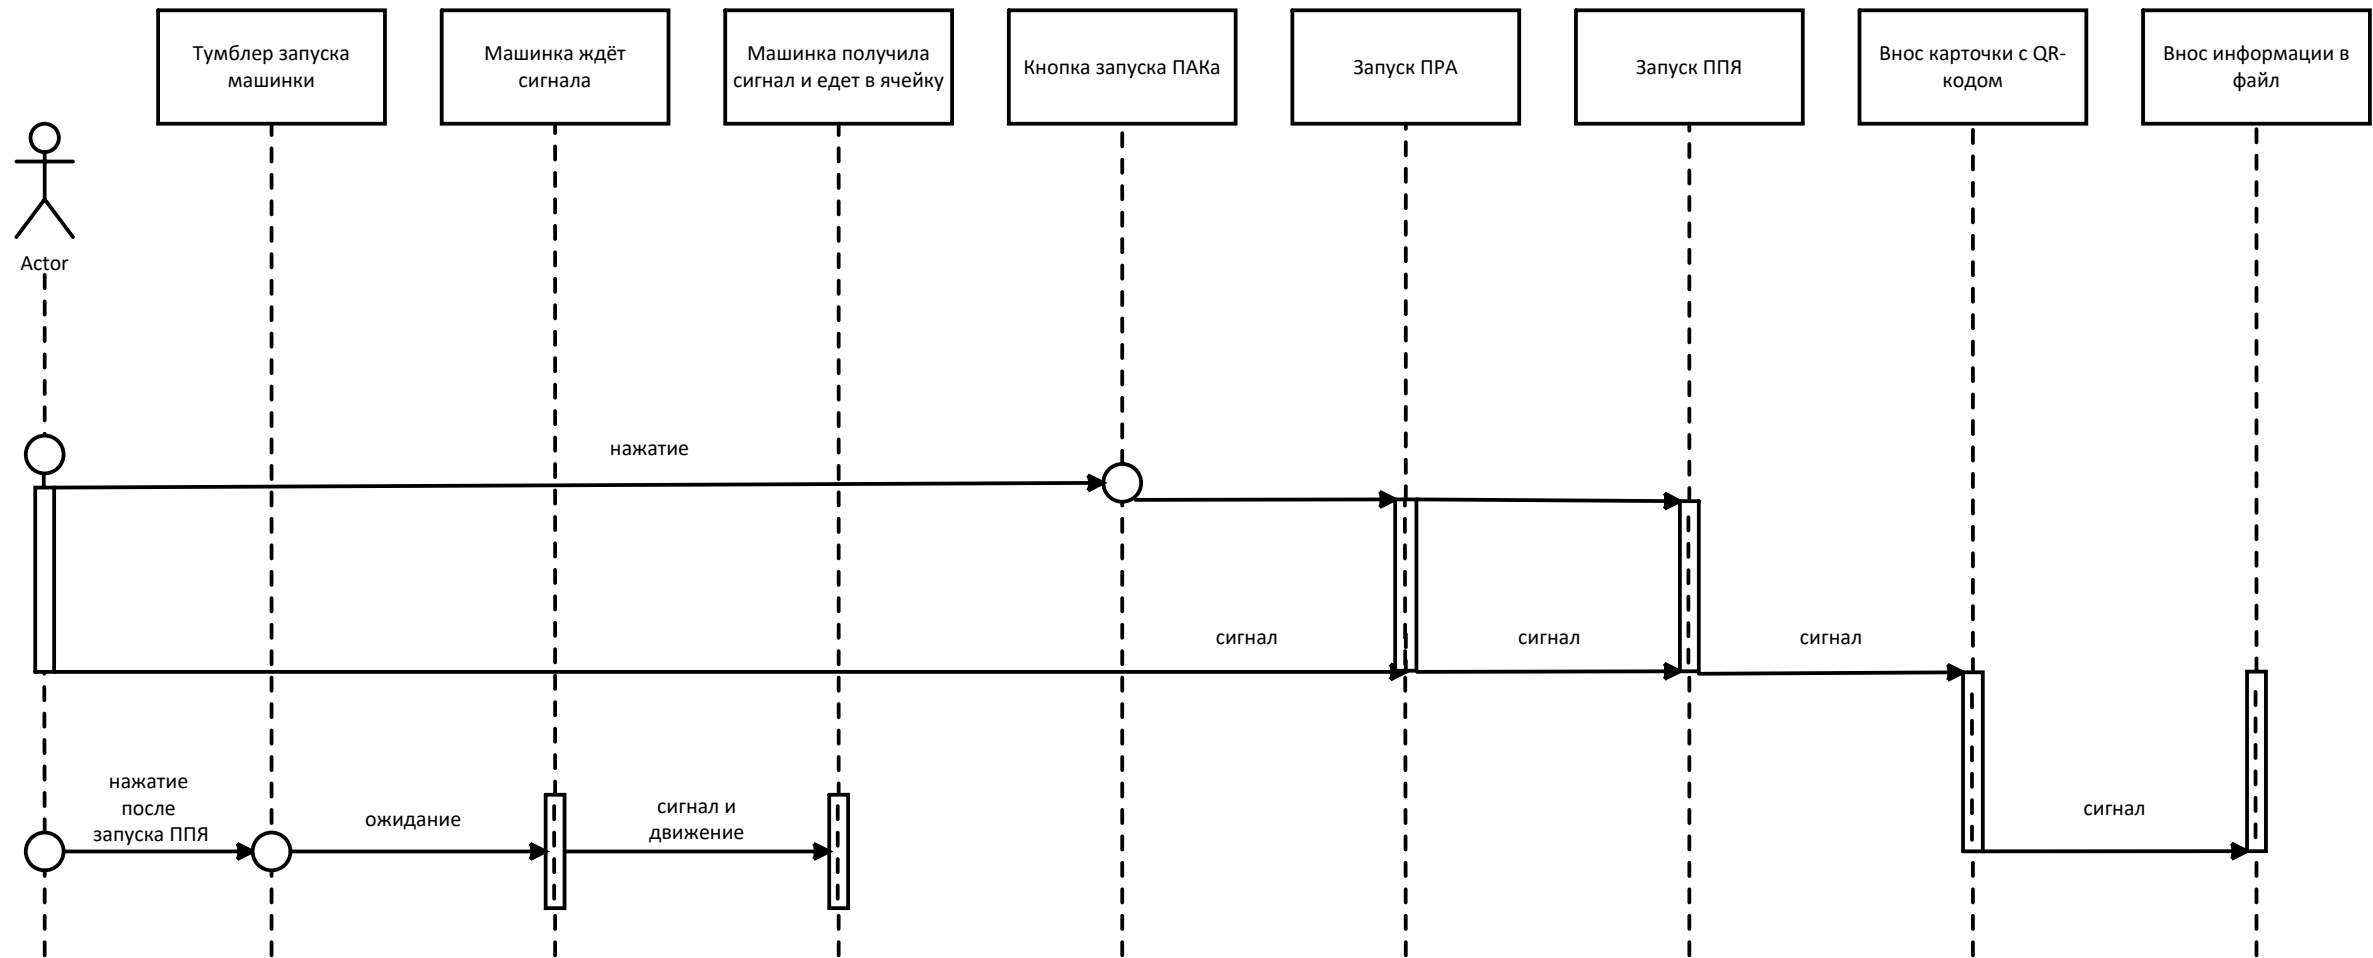 Тумблер запуска
машинки
Машинка ждёт
сигнала
Машинка получила
сигнал и едет в ячейку
Кнопка запуска ПАКа
Запуск ПРА
Запуск ППЯ
Внос карточки с QR-
кодом
Внос информации в
файл
Actor
нажатие
сигнал
сигнал
сигнал
нажатие
после
запуска ППЯ
ожидание
сигнал и
движение
сигнал